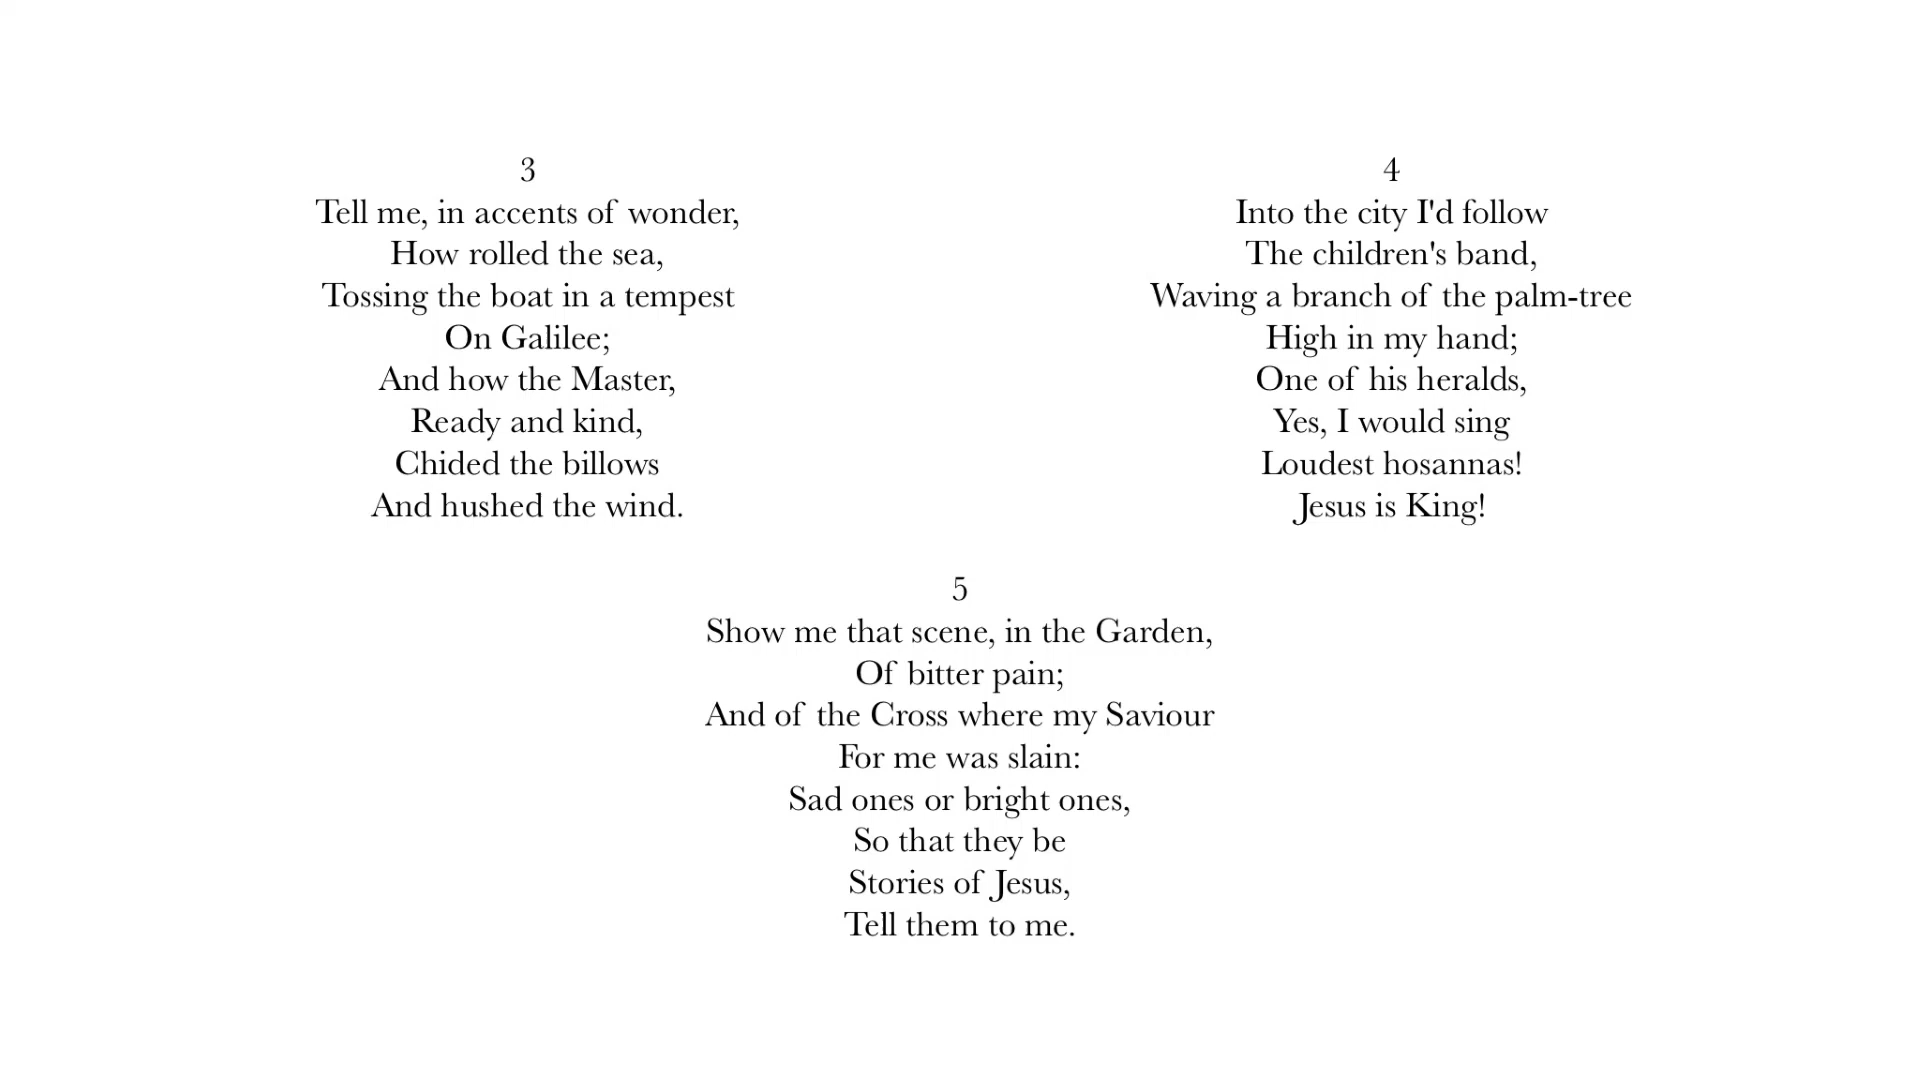 3
Tell me, in accents of wonder,
How rolled the sea,
Tossing the boat in a tempest
On Galilee;
And how the Master,
Ready and kind,
Chided the billows
And hushed the wind.
4
Into the city I'd follow
The children's band,
Waving a branch of the palm-tree
High in my hand;
One of his heralds,
Yes, I would sing
Loudest hosannas!
Jesus is King!
5
Show me that scene, in the Garden,
Of bitter pain;
And of the Cross where my Saviour
For me was slain:
Sad ones or bright ones,
So that they be
Stories of Jesus,
Tell them to me.